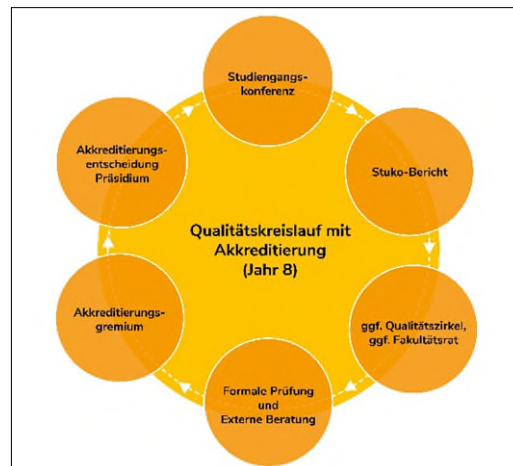 Studiengangs-
konferenz
Stuko-Bericht
ggf. Qualitätszirkel,
ggf. Fakultätsrat
Formale Prüfung
und
Externe Beratung
Akkreditierungs-
gremium
Akkreditierungs-
entscheidung
Präsidium
Qualitätskreislauf mit
Akkreditierung
(Jahr 8)